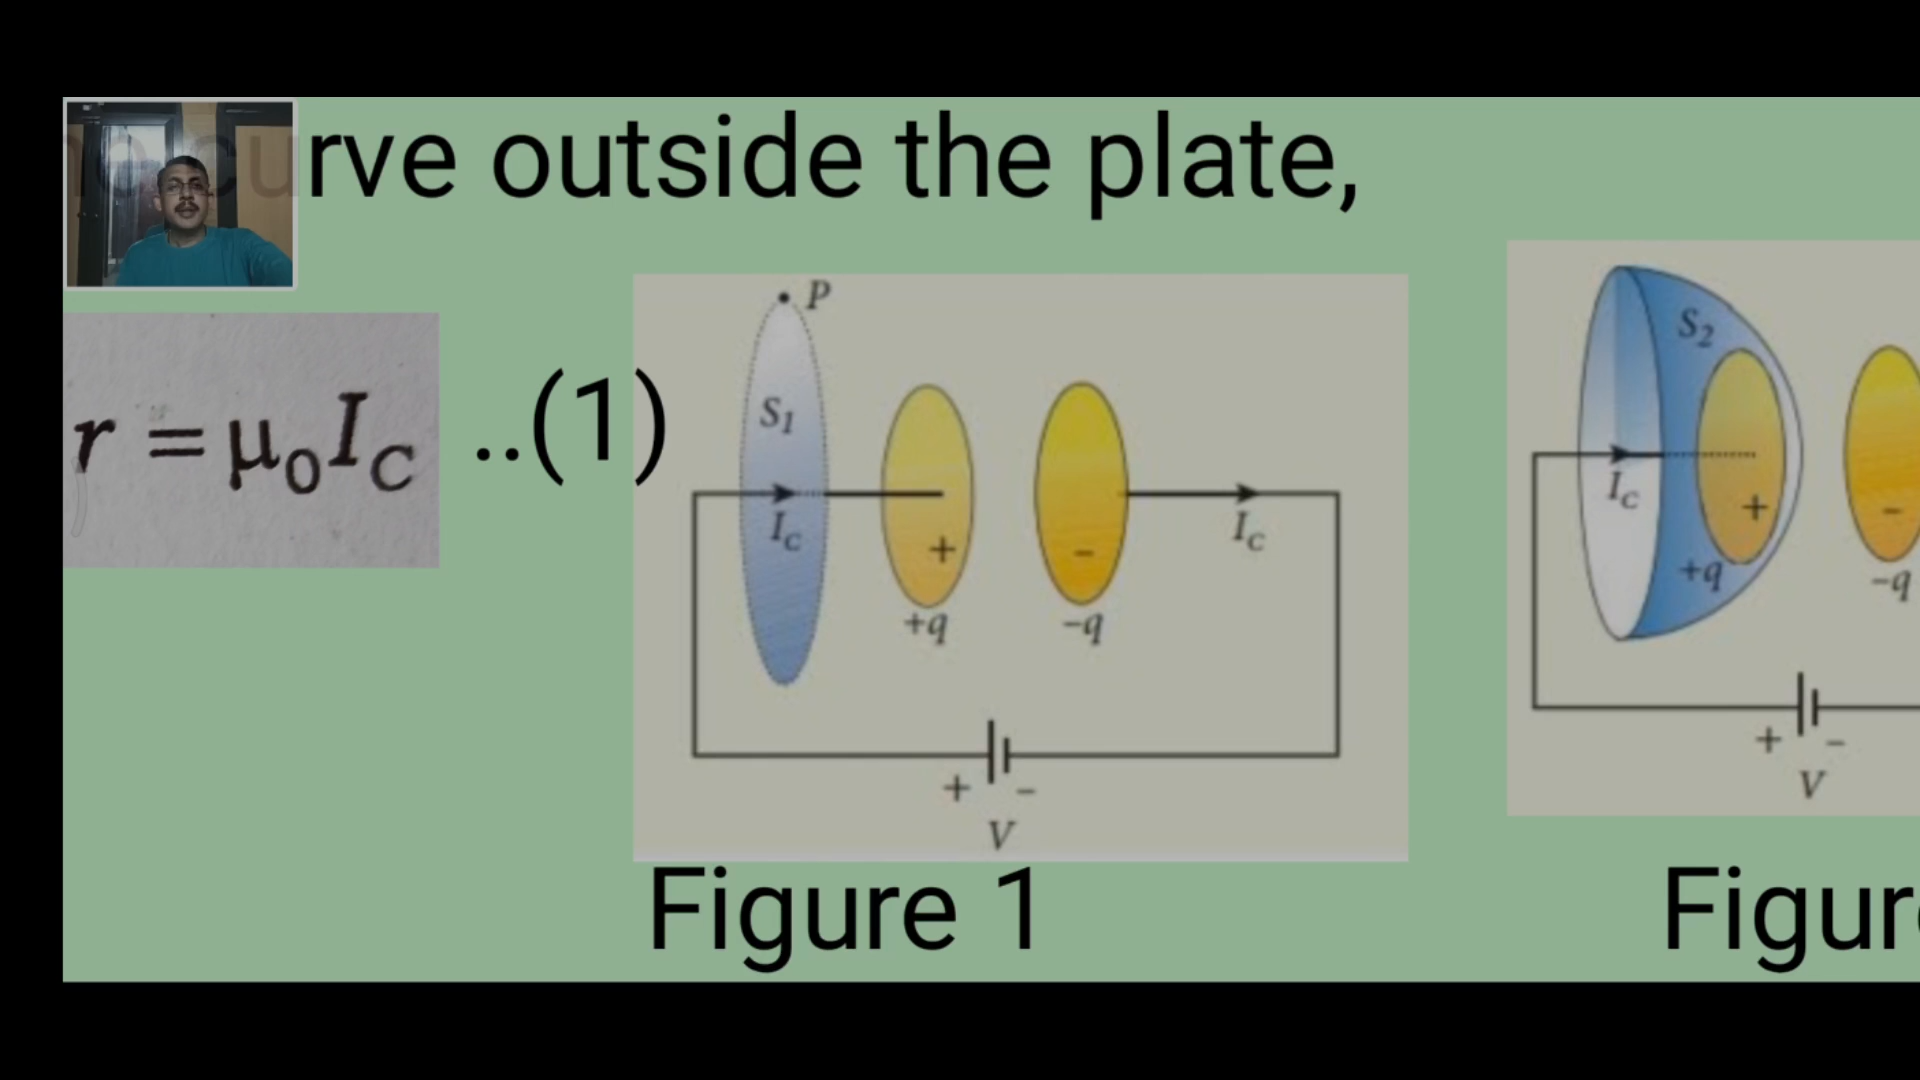 rve outside the plate,
r = μ₀I_C ..(1)
P
S₁
I_C
+
+q
−
−q
I_C
+ −
V
Figure 1
S₂
I_C
+
+q
−
−q
+ −
V
Figur